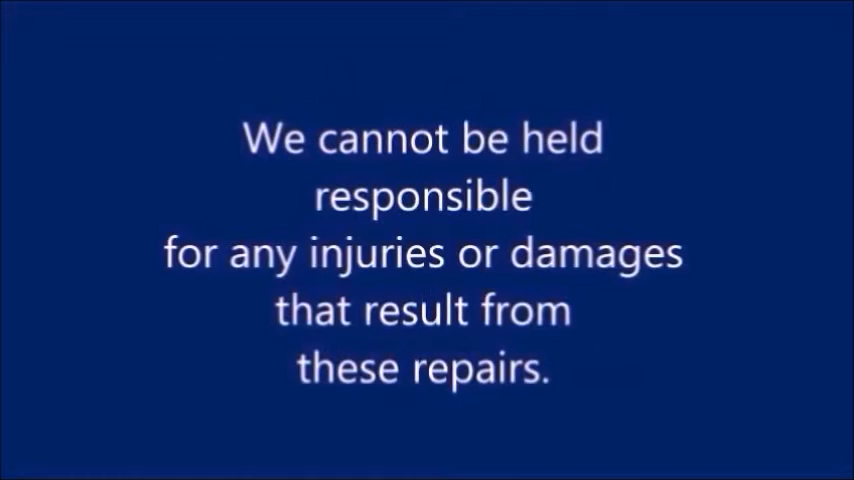 We cannot be held
responsible
for any injuries or damages
that result from
these repairs.